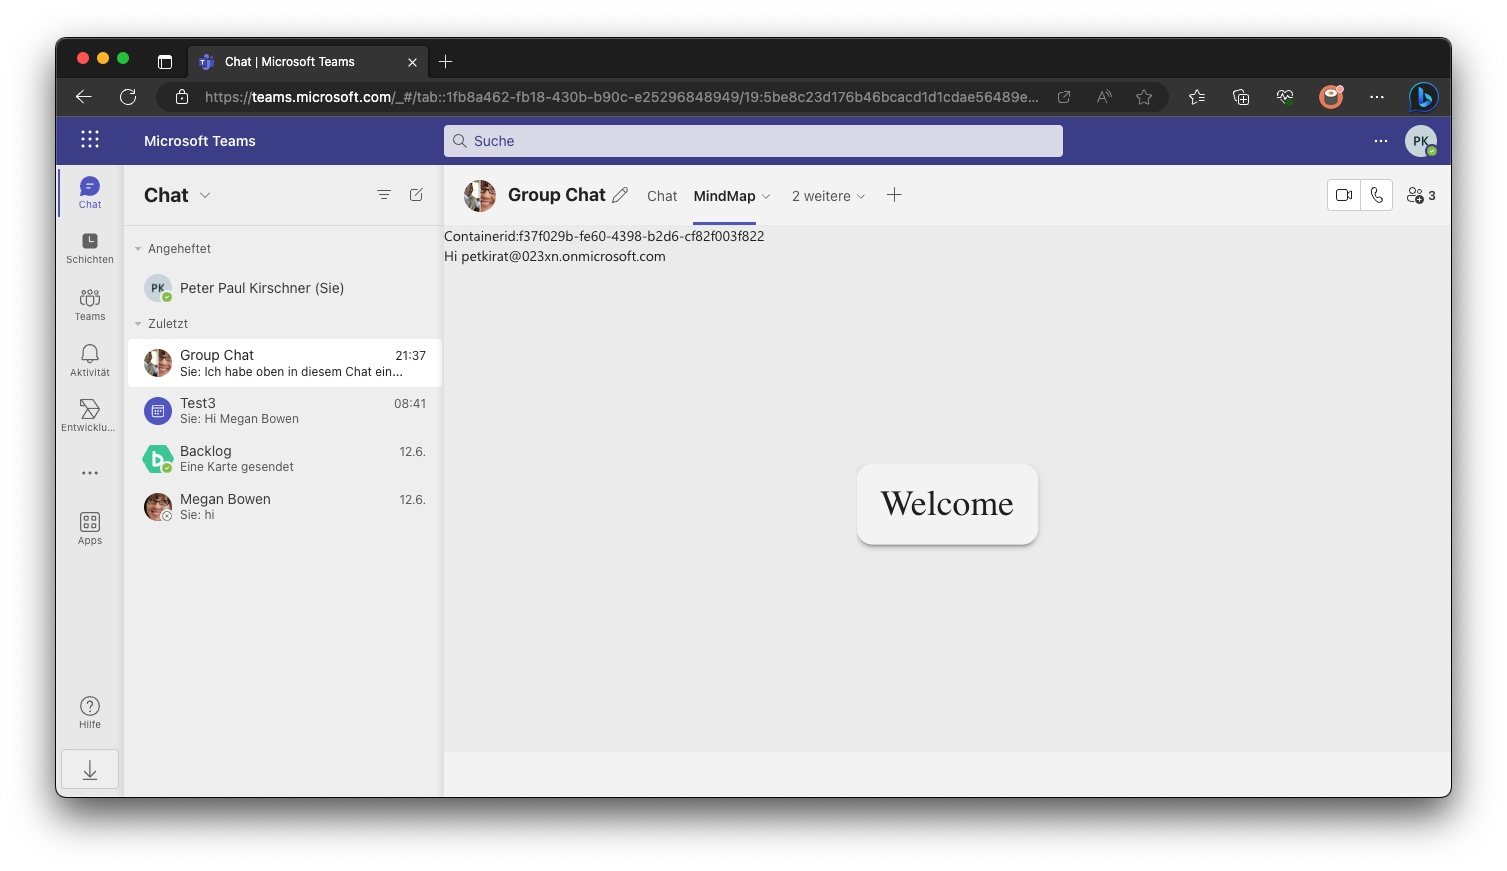 Chat | Microsoft Teams
https://teams.microsoft.com/_#/tab::1fb8a462-fb18-430b-b90c-e25296848949/19:5be8c23d176b46bcacd1d1cdae56489e...
Microsoft Teams
Suche
PK
Chat
Schichten
Teams
Aktivität
Entwicklu...
Apps
Hilfe
Chat
Angeheftet
PK
Peter Paul Kirschner (Sie)
Zuletzt
Group Chat 21:37
Sie: Ich habe oben in diesem Chat ein...
Test3 08:41
Sie: Hi Megan Bowen
Backlog 12.6.
Eine Karte gesendet
Megan Bowen 12.6.
Sie: hi
Group Chat Chat MindMap 2 weitere 3
Containerid:f37f029b-fe60-4398-b2d6-cf82f003f822
Hi petkirat@023xn.onmicrosoft.com
Welcome